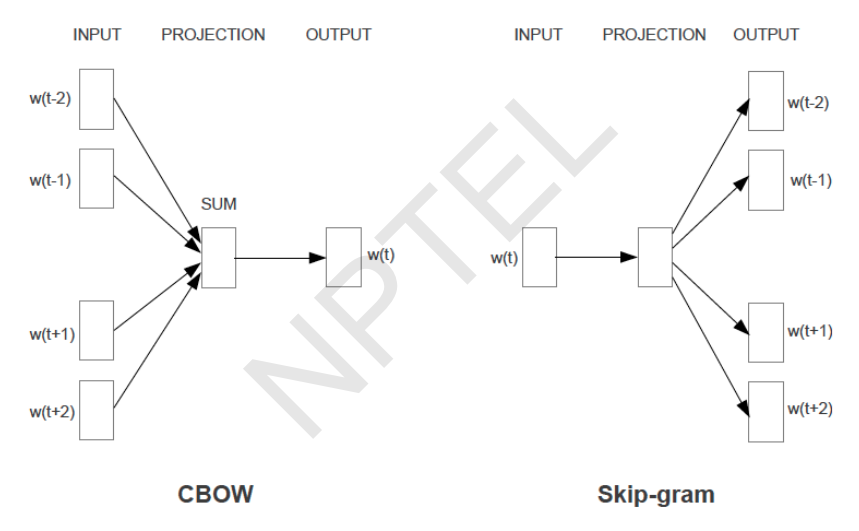 INPUT PROJECTION OUTPUT
w(t-2)
w(t-1)
SUM
w(t)
w(t+1)
w(t+2)
CBOW
INPUT PROJECTION OUTPUT
w(t-2)
w(t-1)
w(t)
w(t+1)
w(t+2)
Skip-gram
NPTEL